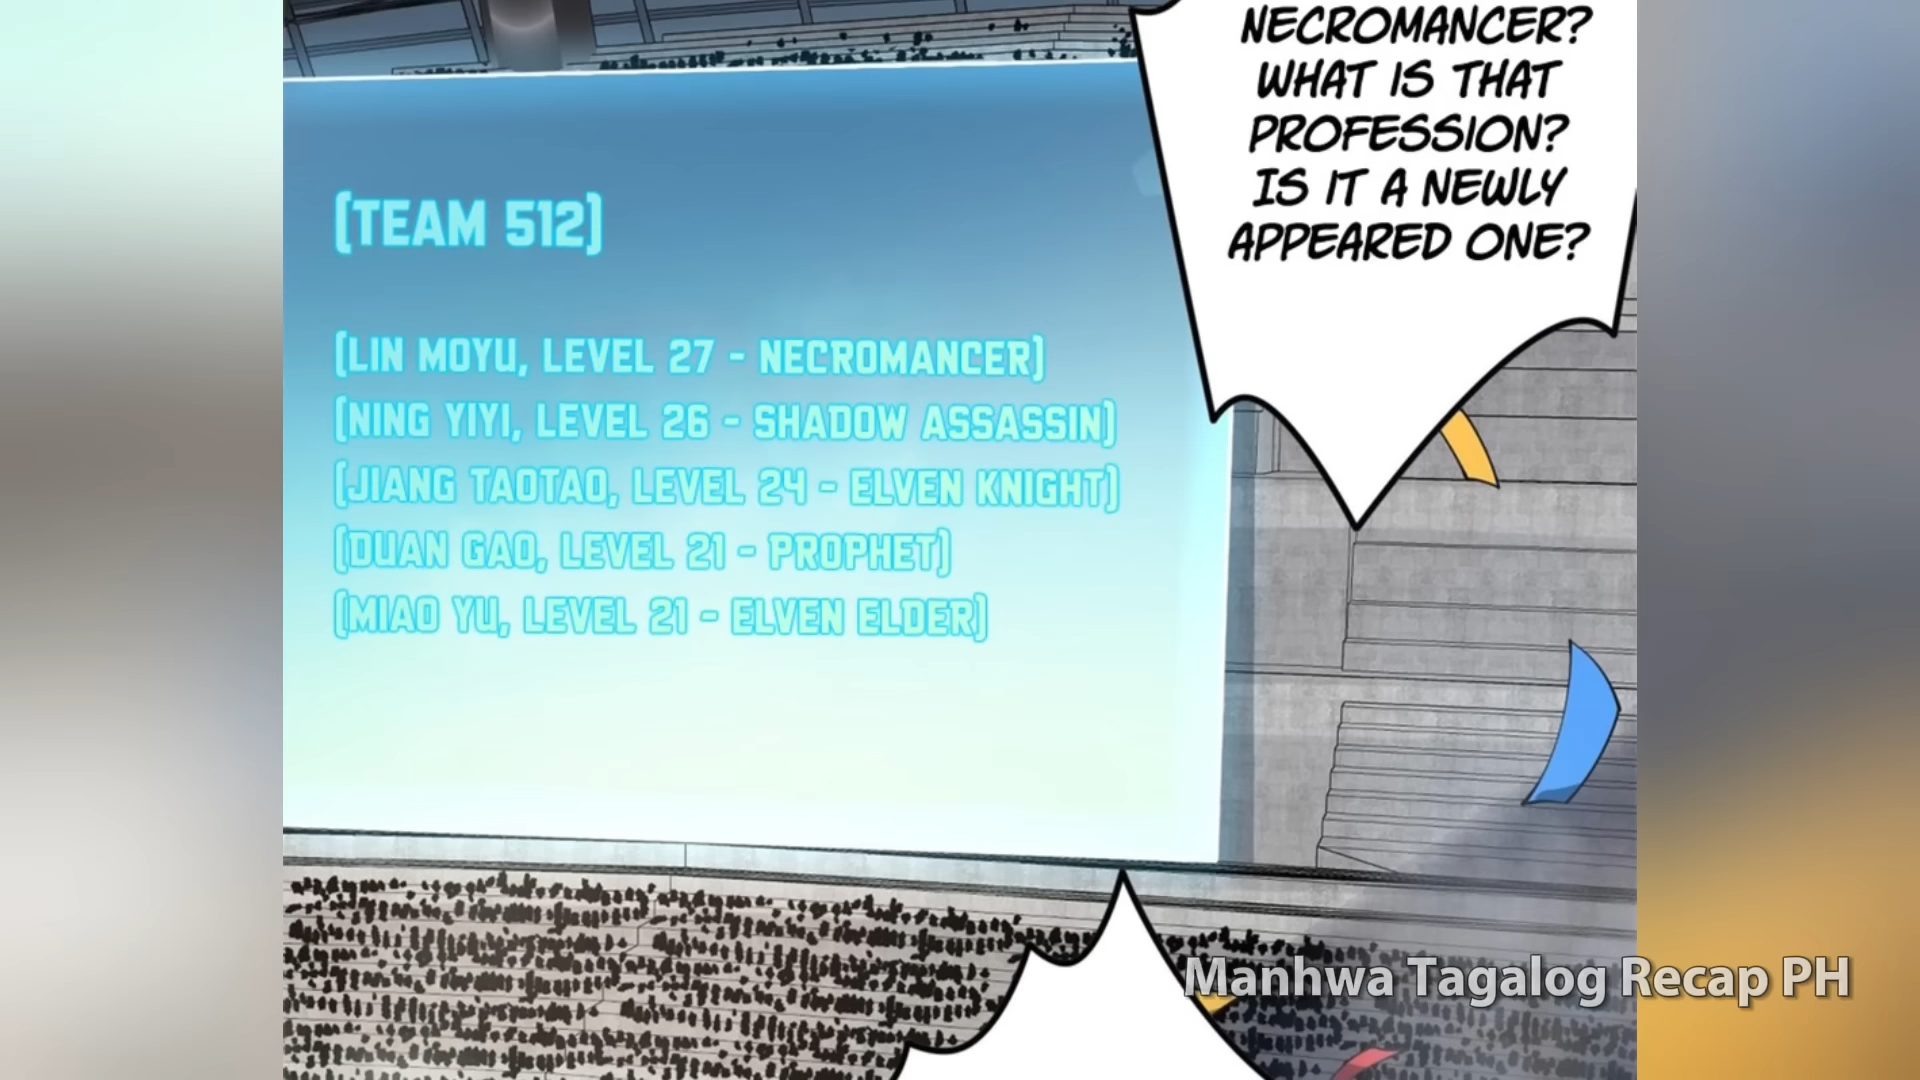 NECROMANCER?
WHAT IS THAT
PROFESSION?
IS IT A NEWLY
APPEARED ONE?
[TEAM 512]
[LIN MOYU, LEVEL 27 - NECROMANCER]
[NING YIYI, LEVEL 26 - SHADOW ASSASSIN]
[JIANG TAOTAO, LEVEL 24 - ELVEN KNIGHT]
[DUAN GAO, LEVEL 21 - PROPHET]
[MIAO YU, LEVEL 21 - ELVEN ELDER]
Manhwa Tagalog Recap PH